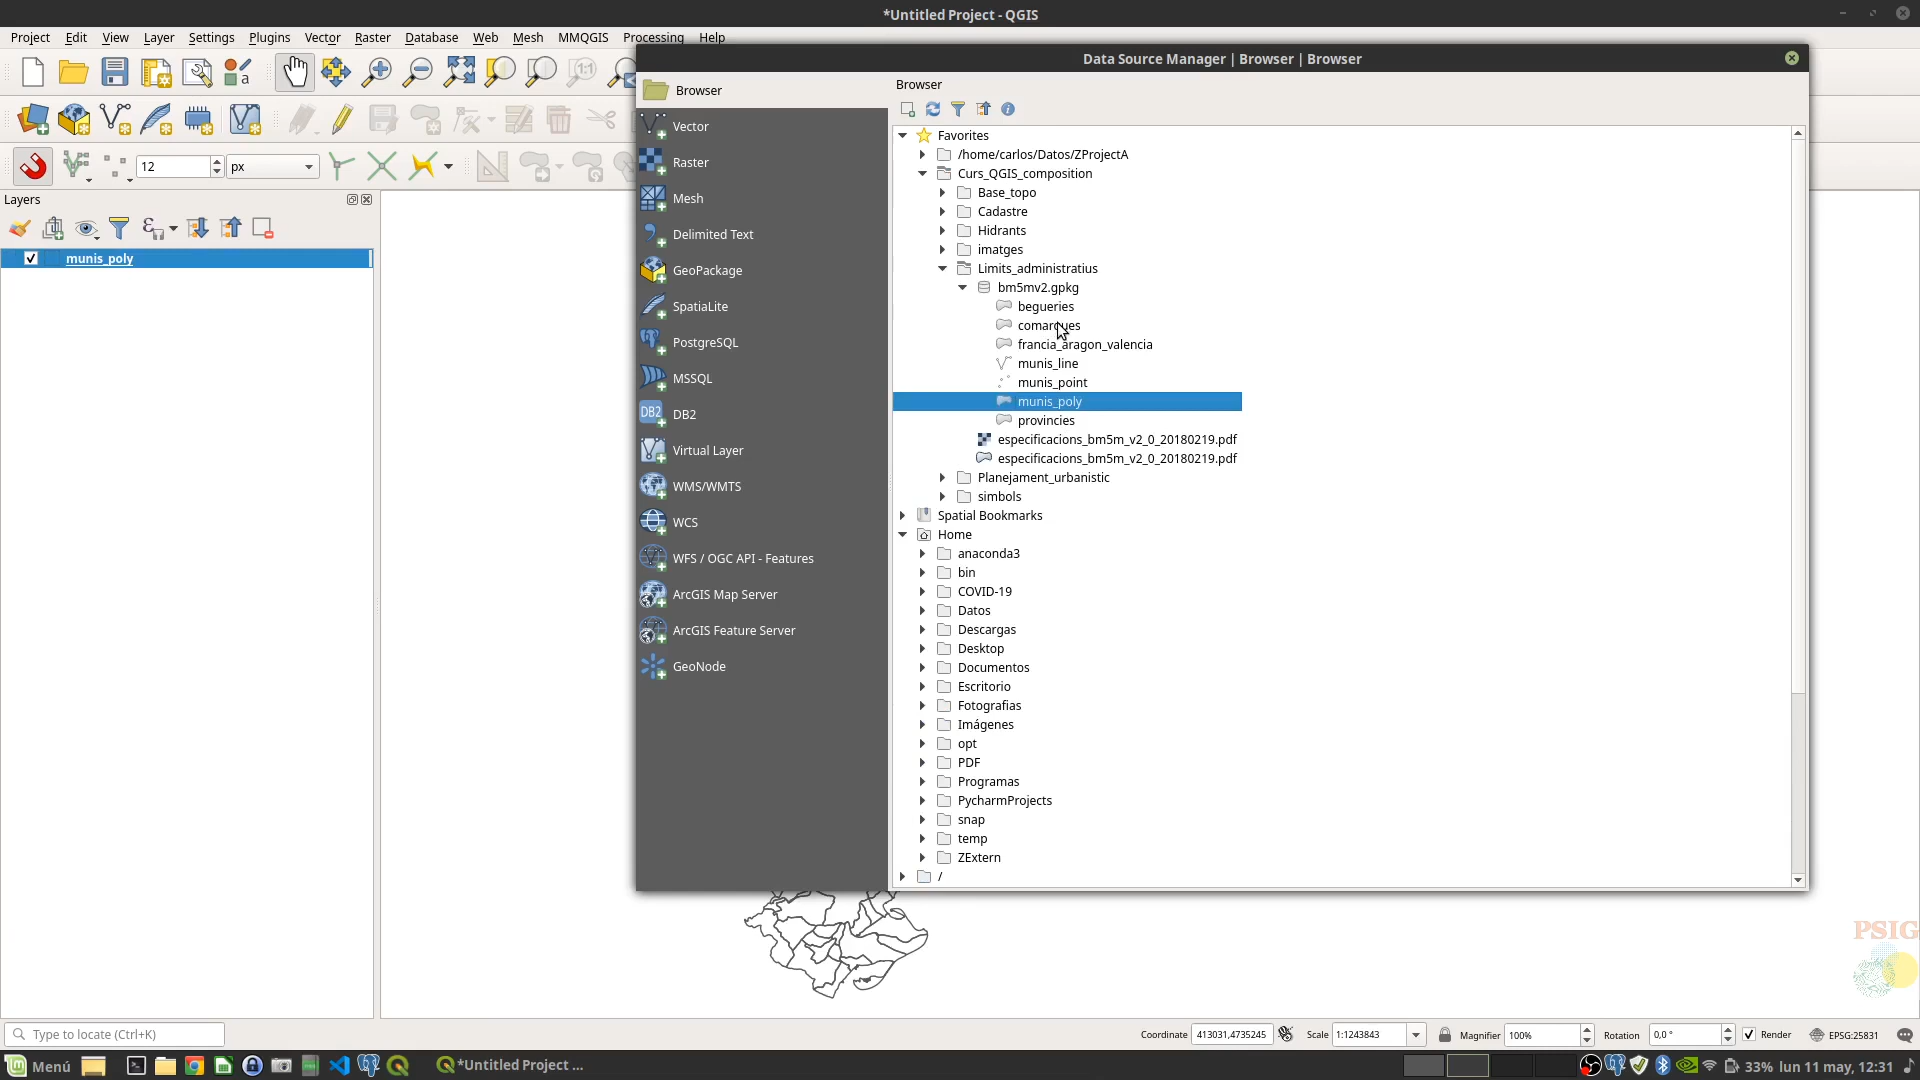 *Untitled Project - QGIS
Project Edit View Layer Settings Plugins Vector Raster Database Web Mesh MMQGIS Processing Help
Data Source Manager | Browser | Browser
Browser
Vector
Raster
Mesh
Delimited Text
GeoPackage
SpatiaLite
PostgreSQL
MSSQL
DB2
DB2
Virtual Layer
WMS/WMTS
WCS
WFS / OGC API - Features
ArcGIS Map Server
ArcGIS Feature Server
GeoNode
Browser
Favorites
/home/carlos/Datos/ZProjectA
Curs_QGIS_composition
Base_topo
Cadastre
Hidrants
imatges
Limits_administratius
bm5mv2.gpkg
begueries
comarques
francia_aragon_valencia
munis_line
munis_point
munis_poly
provincies
especificacions_bm5m_v2_0_20180219.pdf
especificacions_bm5m_v2_0_20180219.pdf
Planejament_urbanistic
simbols
Spatial Bookmarks
Home
anaconda3
bin
COVID-19
Datos
Descargas
Desktop
Documentos
Escritorio
Fotografias
Imágenes
opt
PDF
Programas
PycharmProjects
snap
temp
ZExtern
/
12 px
1:1
Layers
munis_poly
PSIG
Type to locate (Ctrl+K)
Coordinate 413031,4735245 Scale 1:1243843 Magnifier 100% Rotation 0,0 ° Render EPSG:25831
Menú *Untitled Project ... 33% lun 11 may, 12:31